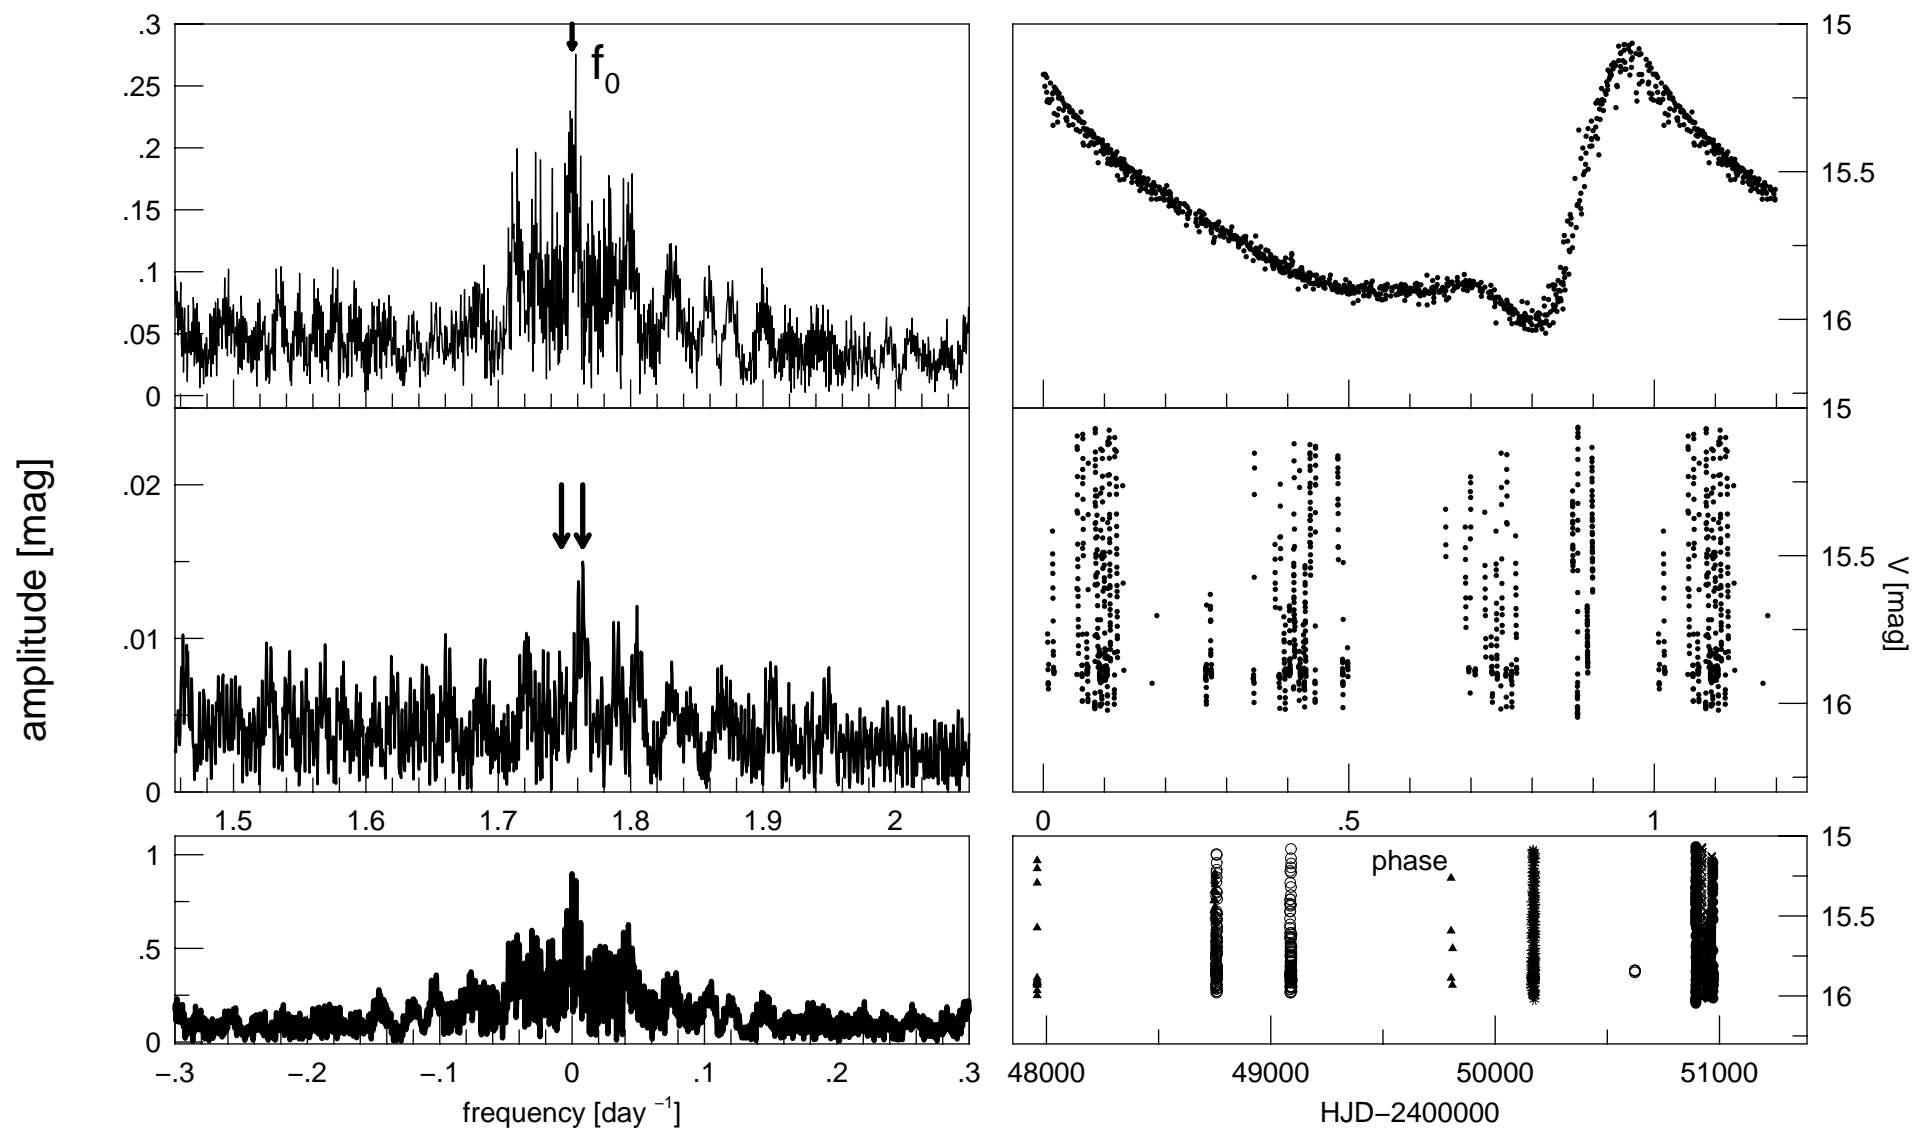 .3
.25
.2
.15
.1
.05
0
f0
15
15.5
16
amplitude [mag]
.02
.01
0
1.5 1.6 1.7 1.8 1.9 2
15
15.5
16
V [mag]
0 .5 1
phase
1
.5
0
−.3 −.2 −.1 0 .1 .2 .3
frequency [day −1]
15
15.5
16
48000 49000 50000 51000
HJD−2400000